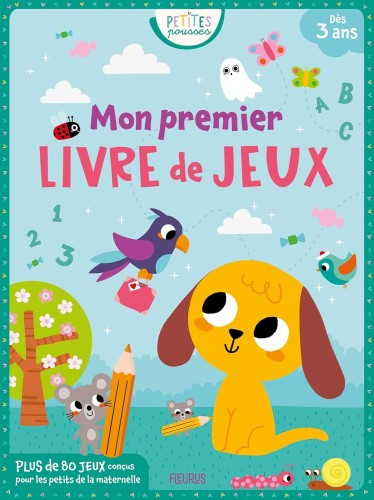 PETITES
pousses
Dès
3 ans
A
B
C
Mon premier
LIVRE de JEUX
1
2
3
PLUS de 80 JEUX conçus
pour les petits de la maternelle
FLEURUS